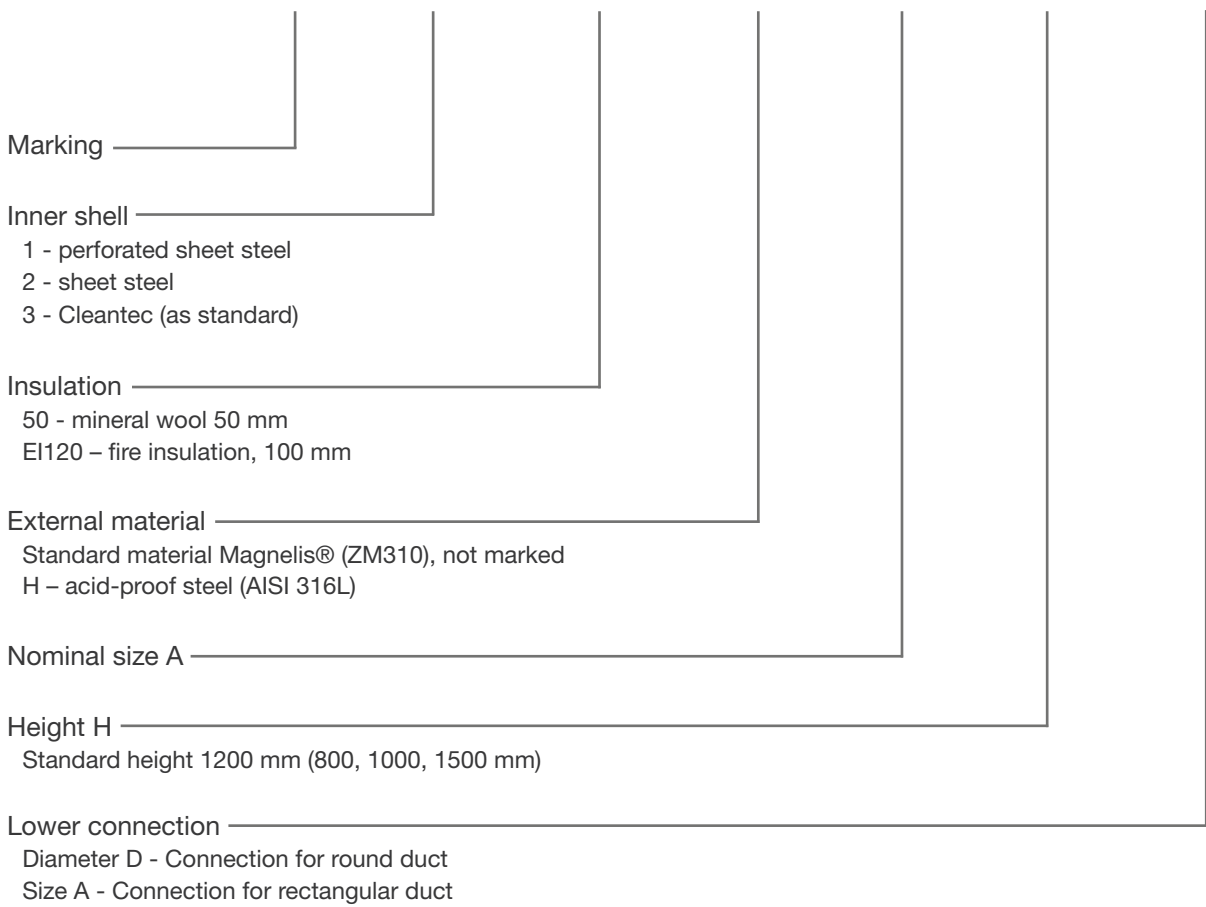 Marking
Inner shell
1 - perforated sheet steel
2 - sheet steel
3 - Cleantec (as standard)
Insulation
50 - mineral wool 50 mm
EI120 – fire insulation, 100 mm
External material
Standard material Magnelis® (ZM310), not marked
H – acid-proof steel (AISI 316L)
Nominal size A
Height H
Standard height 1200 mm (800, 1000, 1500 mm)
Lower connection
Diameter D - Connection for round duct
Size A - Connection for rectangular duct